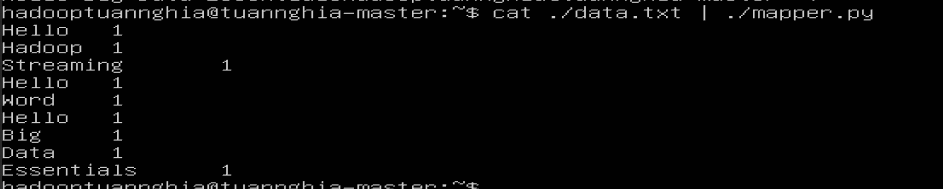 hadooptuannghia@tuannghia-master:~$ cat ./data.txt | ./mapper.py
Hello 1
Hadoop 1
Streaming 1
Hello 1
Word 1
Hello 1
Big 1
Data 1
Essentials 1
hadooptuannghia@tuannghia-master:~$